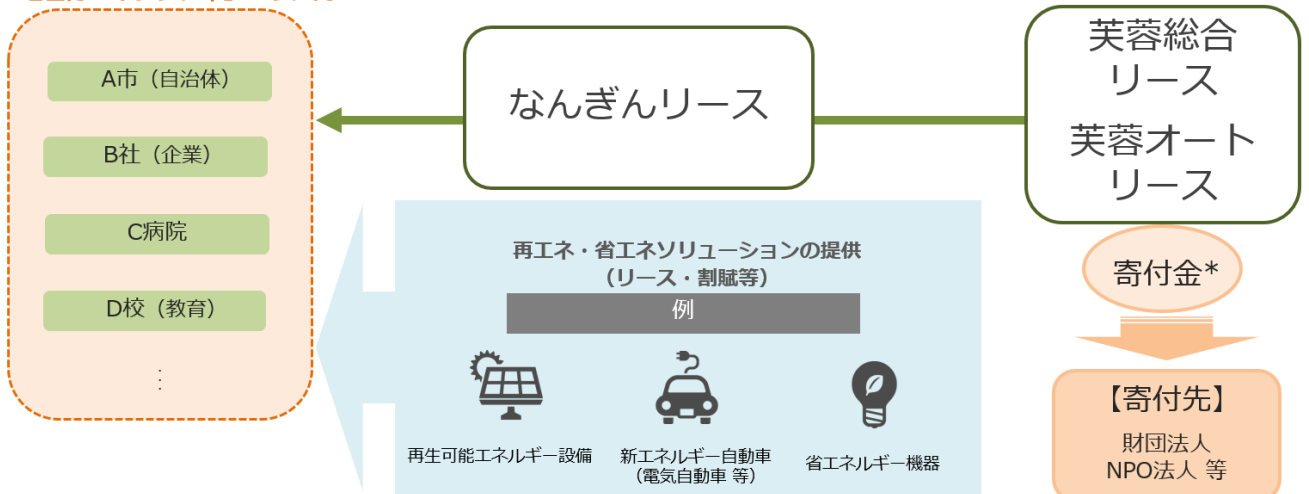 A市（自治体）
B社（企業）
C病院
D校（教育）
⋮
なんぎんリース
芙蓉総合
リース
芙蓉オート
リース
再エネ・省エネソリューションの提供
（リース・割賦等）
例
再生可能エネルギー設備
新エネルギー自動車
（電気自動車 等）
省エネルギー機器
寄付金*
【寄付先】
財団法人
NPO法人 等